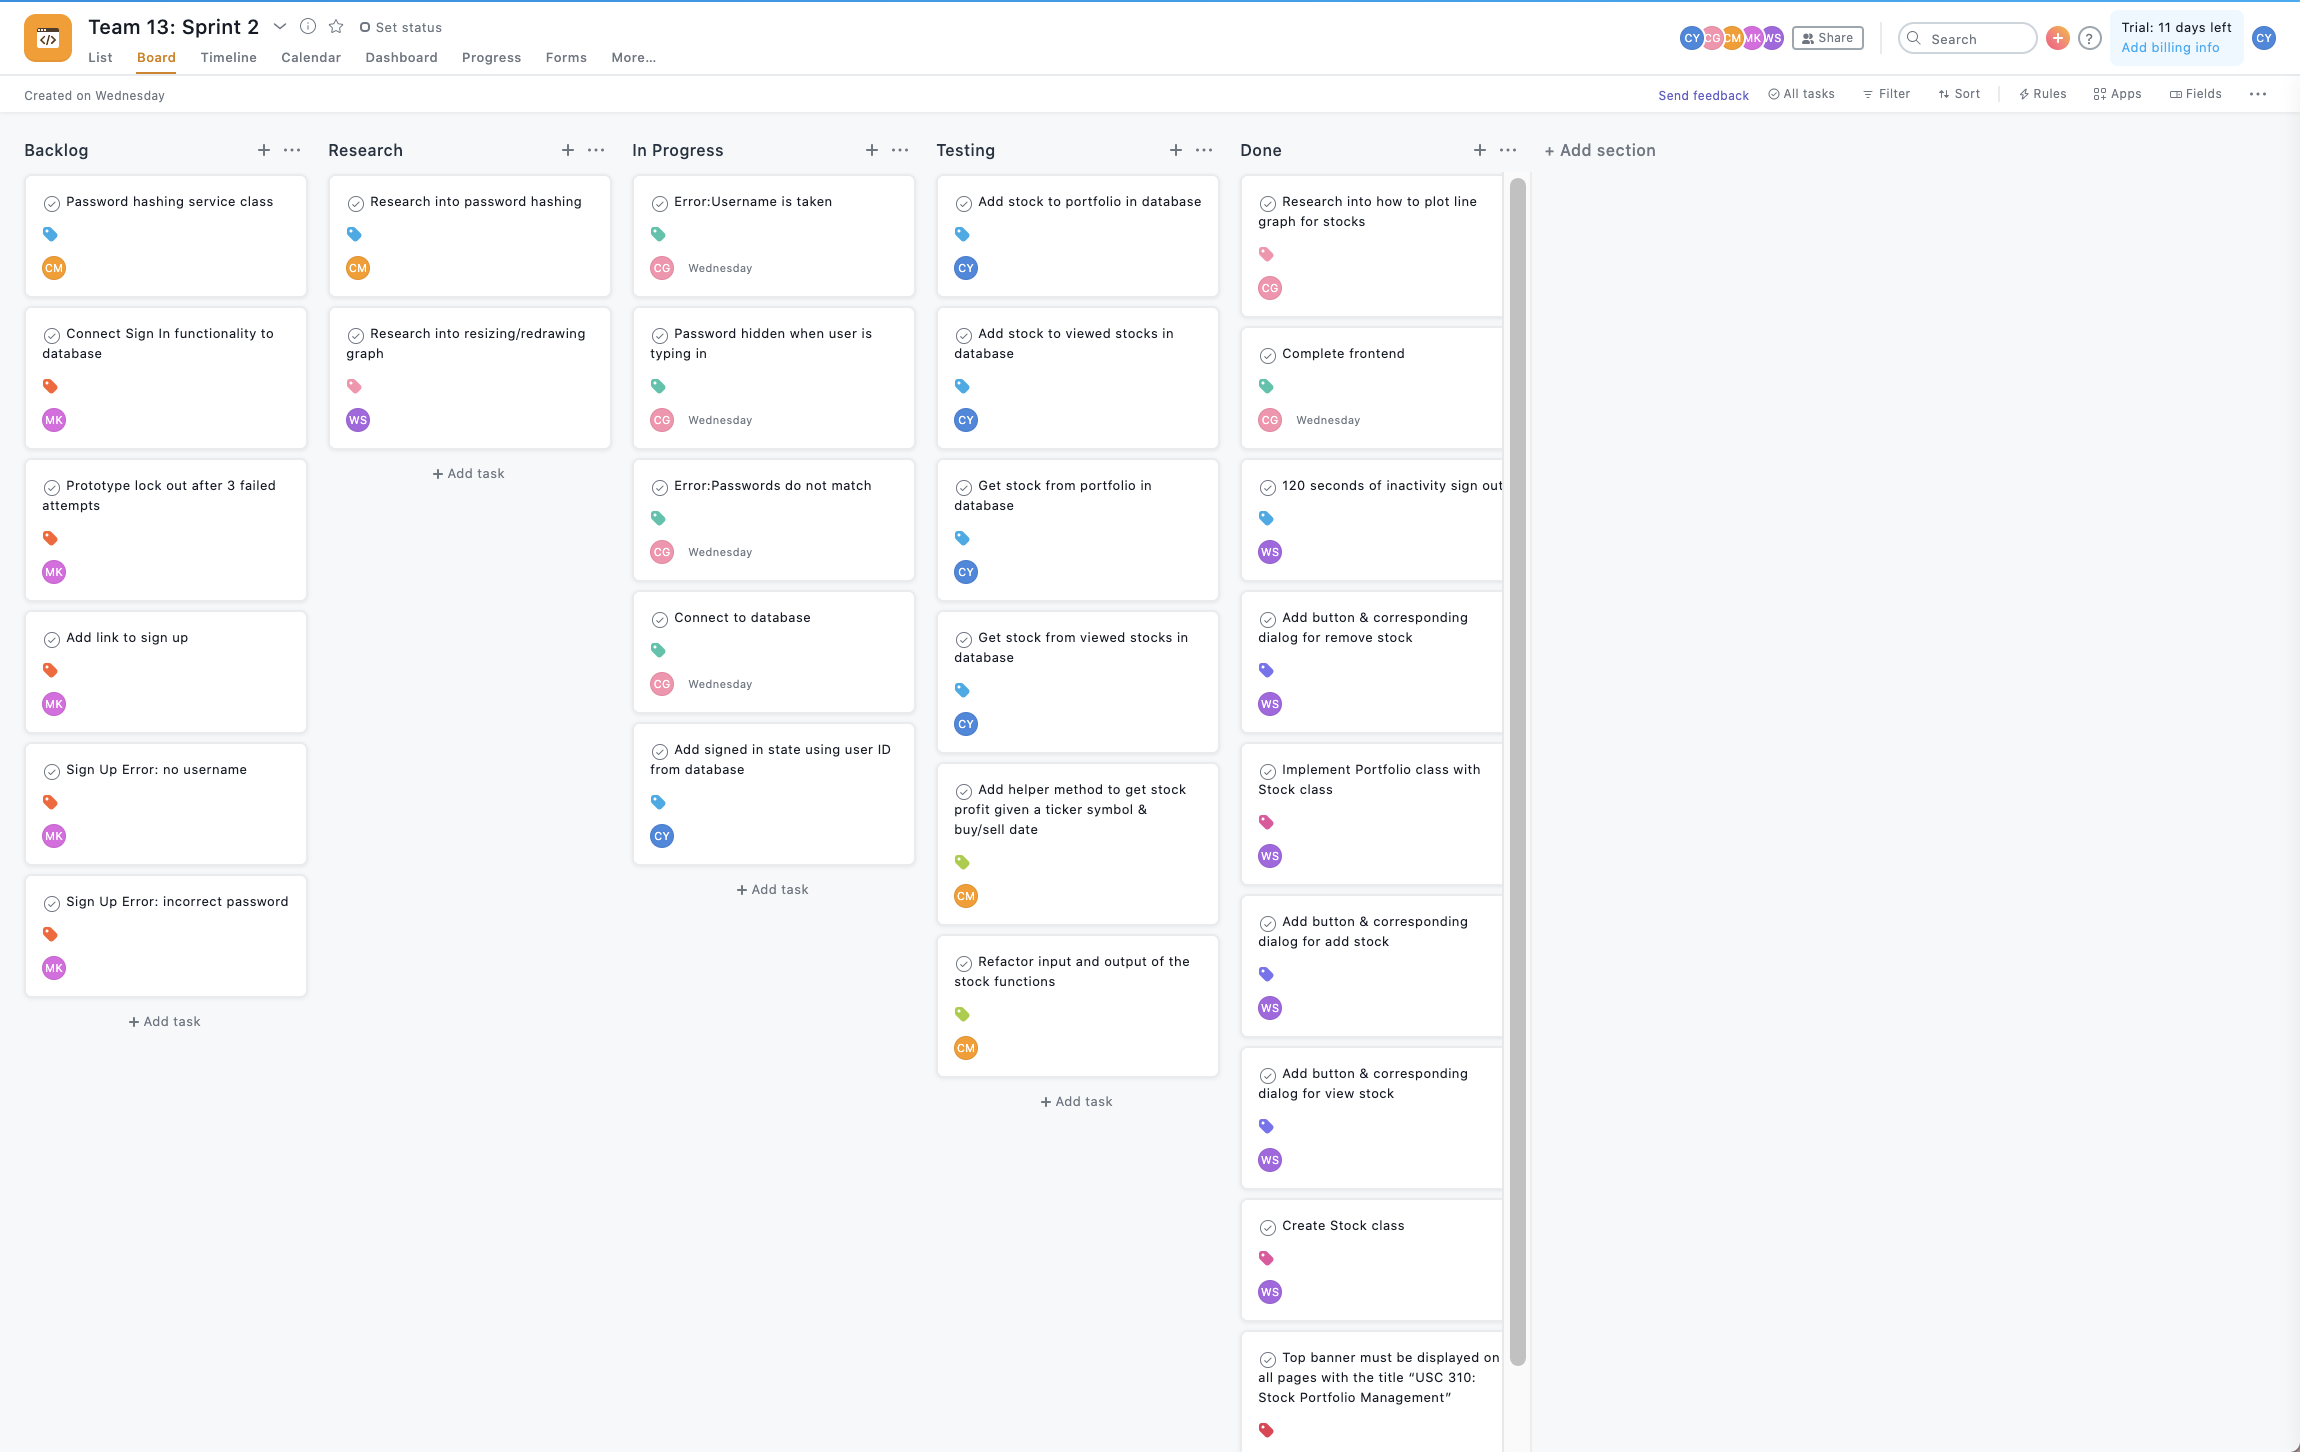 Team 13: Sprint 2
Set status
List Board Timeline Calendar Dashboard Progress Forms More...
CY CG CM MK WS
Share
Search
?
Trial: 11 days left
Add billing info
CY
Created on Wednesday
Send feedback All tasks Filter Sort Rules Apps Fields
Backlog
Password hashing service class
CM
Connect Sign In functionality to
database
MK
Prototype lock out after 3 failed
attempts
MK
Add link to sign up
MK
Sign Up Error: no username
MK
Sign Up Error: incorrect password
MK
+ Add task
Research
Research into password hashing
CM
Research into resizing/redrawing
graph
WS
+ Add task
In Progress
Error:Username is taken
CG Wednesday
Password hidden when user is
typing in
CG Wednesday
Error:Passwords do not match
CG Wednesday
Connect to database
CG Wednesday
Add signed in state using user ID
from database
CY
+ Add task
Testing
Add stock to portfolio in database
CY
Add stock to viewed stocks in
database
CY
Get stock from portfolio in
database
CY
Get stock from viewed stocks in
database
CY
Add helper method to get stock
profit given a ticker symbol &
buy/sell date
CM
Refactor input and output of the
stock functions
CM
+ Add task
Done
Research into how to plot line
graph for stocks
CG
Complete frontend
CG Wednesday
120 seconds of inactivity sign out
WS
Add button & corresponding
dialog for remove stock
WS
Implement Portfolio class with
Stock class
WS
Add button & corresponding
dialog for add stock
WS
Add button & corresponding
dialog for view stock
WS
Create Stock class
WS
Top banner must be displayed on
all pages with the title “USC 310:
Stock Portfolio Management”
+ Add section